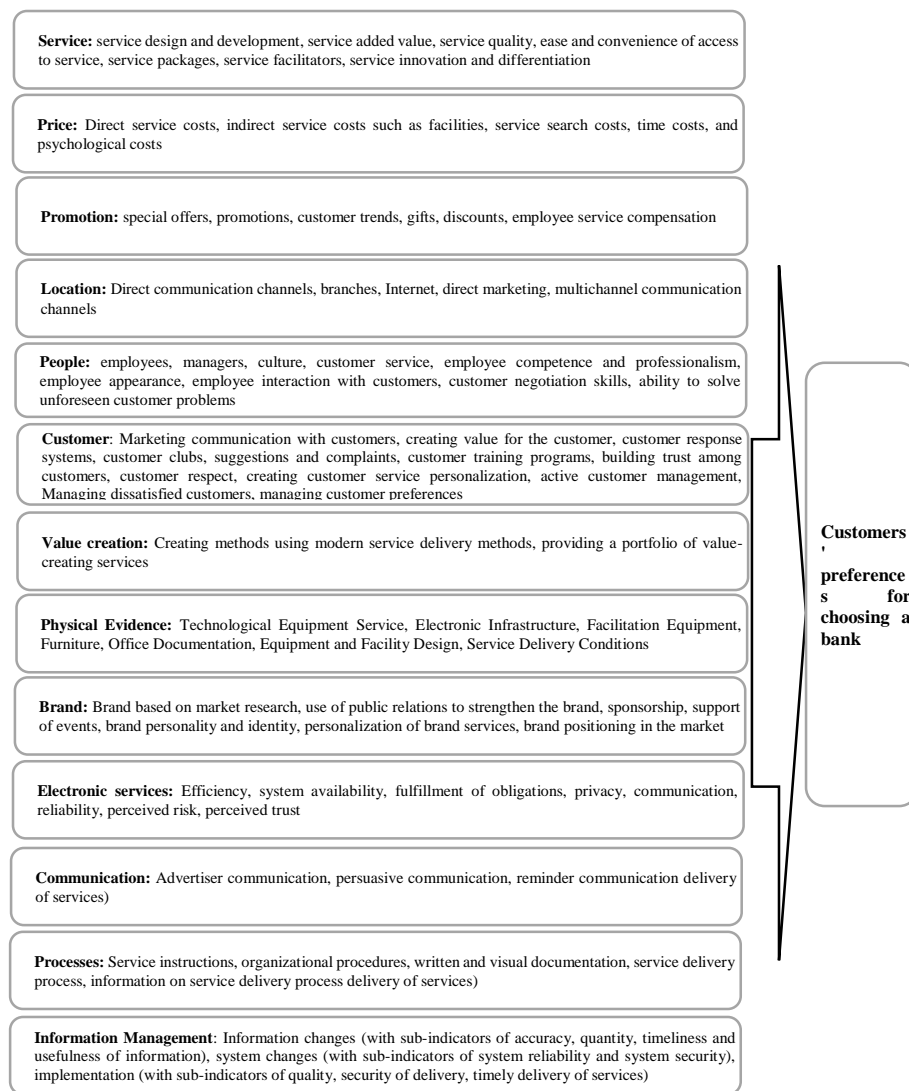 Service: service design and development, service added value, service quality, ease and convenience of access
to service, service packages, service facilitators, service innovation and differentiation
Price: Direct service costs, indirect service costs such as facilities, service search costs, time costs, and
psychological costs
Promotion: special offers, promotions, customer trends, gifts, discounts, employee service compensation
Location: Direct communication channels, branches, Internet, direct marketing, multichannel communication
channels
People: employees, managers, culture, customer service, employee competence and professionalism,
employee appearance, employee interaction with customers, customer negotiation skills, ability to solve
unforeseen customer problems
Customer: Marketing communication with customers, creating value for the customer, customer response
systems, customer clubs, suggestions and complaints, customer training programs, building trust among
customers, customer respect, creating customer service personalization, active customer management,
Managing dissatisfied customers, managing customer preferences
Value creation: Creating methods using modern service delivery methods, providing a portfolio of value-
creating services
Physical Evidence: Technological Equipment Service, Electronic Infrastructure, Facilitation Equipment,
Furniture, Office Documentation, Equipment and Facility Design, Service Delivery Conditions
Brand: Brand based on market research, use of public relations to strengthen the brand, sponsorship, support
of events, brand personality and identity, personalization of brand services, brand positioning in the market
Electronic services: Efficiency, system availability, fulfillment of obligations, privacy, communication,
reliability, perceived risk, perceived trust
Communication: Advertiser communication, persuasive communication, reminder communication delivery
of services)
Processes: Service instructions, organizational procedures, written and visual documentation, service delivery
process, information on service delivery process delivery of services)
Information Management: Information changes (with sub-indicators of accuracy, quantity, timeliness and
usefulness of information), system changes (with sub-indicators of system reliability and system security),
implementation (with sub-indicators of quality, security of delivery, timely delivery of services)
Customers
'
preference
s for
choosing a
bank